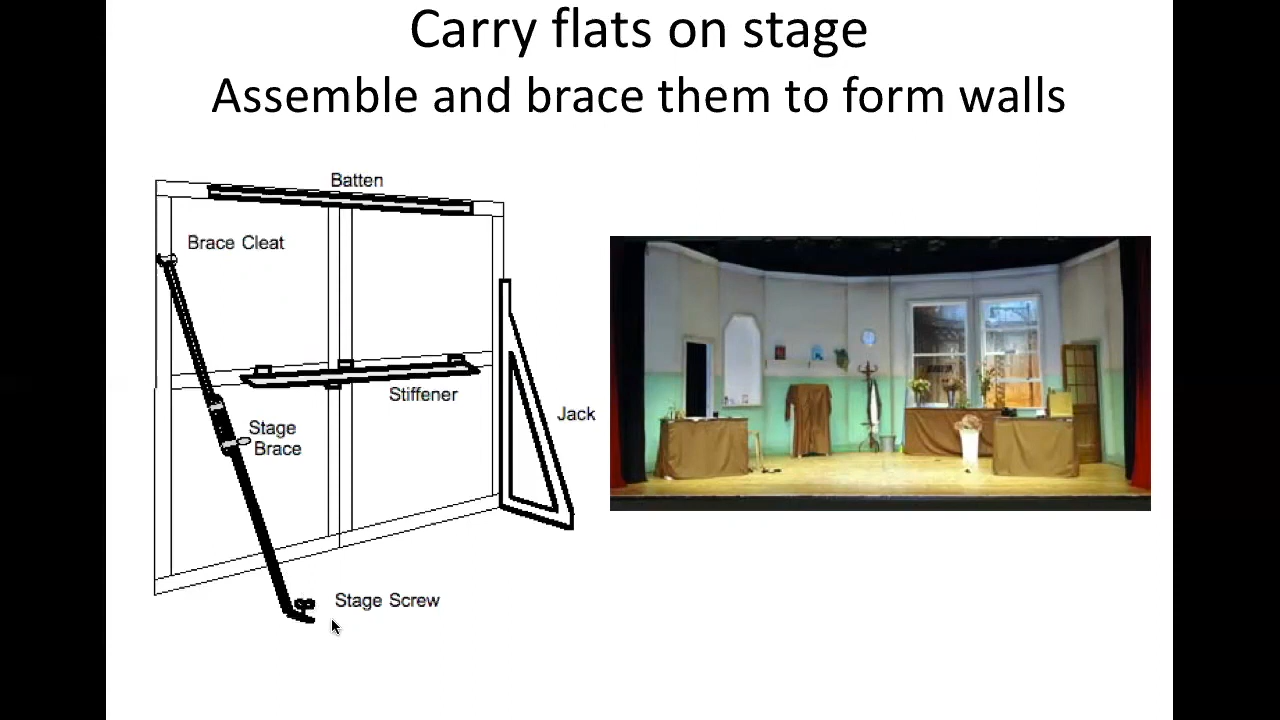 Carry flats on stage
Assemble and brace them to form walls
Batten
Brace Cleat
Stiffener
Jack
Stage
Brace
Stage Screw